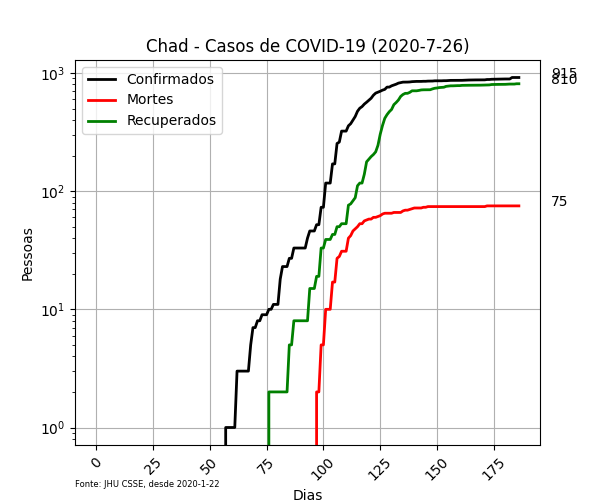 Chad - Casos de COVID-19 (2020-7-26)
Confirmados
Mortes
Recuperados
915
810
75
10³
10²
10¹
10⁰
Pessoas
0 25 50 75 100 125 150 175
Fonte: JHU CSSE, desde 2020-1-22
Dias